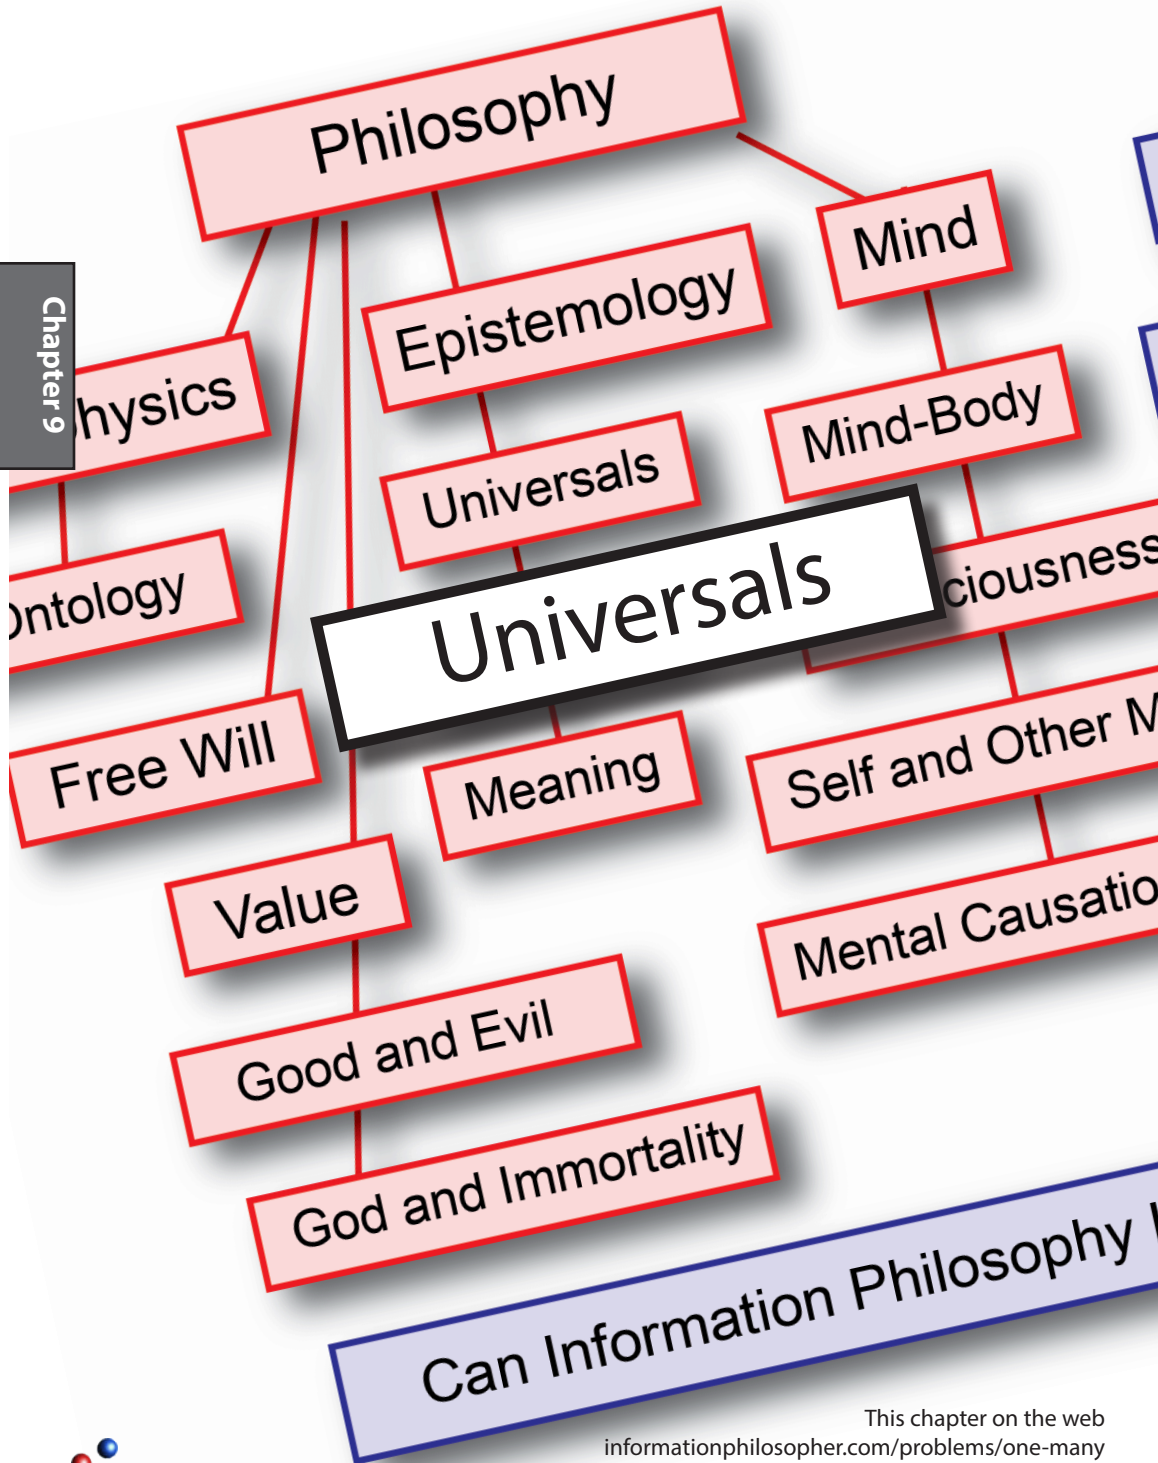 Philosophy
Mind
Epistemology
Chapter 9
hysics
Mind-Body
Universals
Universals
ciousness
Ontology
Free Will
Meaning
Self and Other M
Value
Mental Causatio
Good and Evil
God and Immortality
Can Information Philosophy
This chapter on the web
informationphilosopher.com/problems/one-many